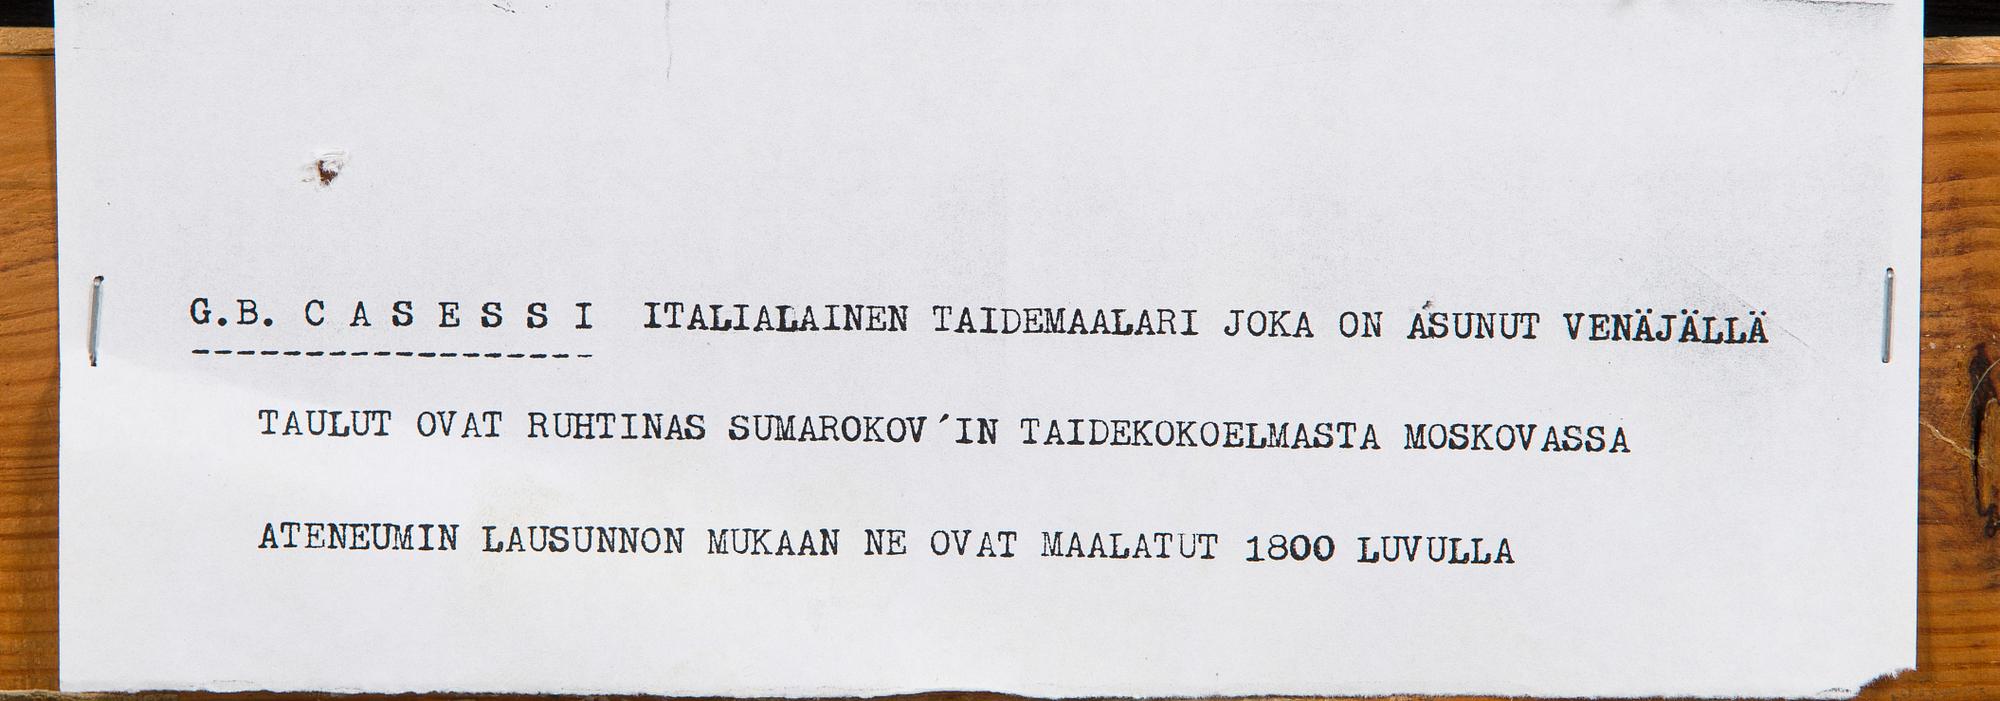 G.B. C A S E S S I ITALIALAINEN TAIDEMAALARI JOKA ON ASUNUT VENÄJÄLLÄ
------------------
TAULUT OVAT RUHTINAS SUMAROKOV´IN TAIDEKOKOELMASTA MOSKOVASSA
ATENEUMIN LAUSUNNON MUKAAN NE OVAT MAALATUT 1800 LUVULLA